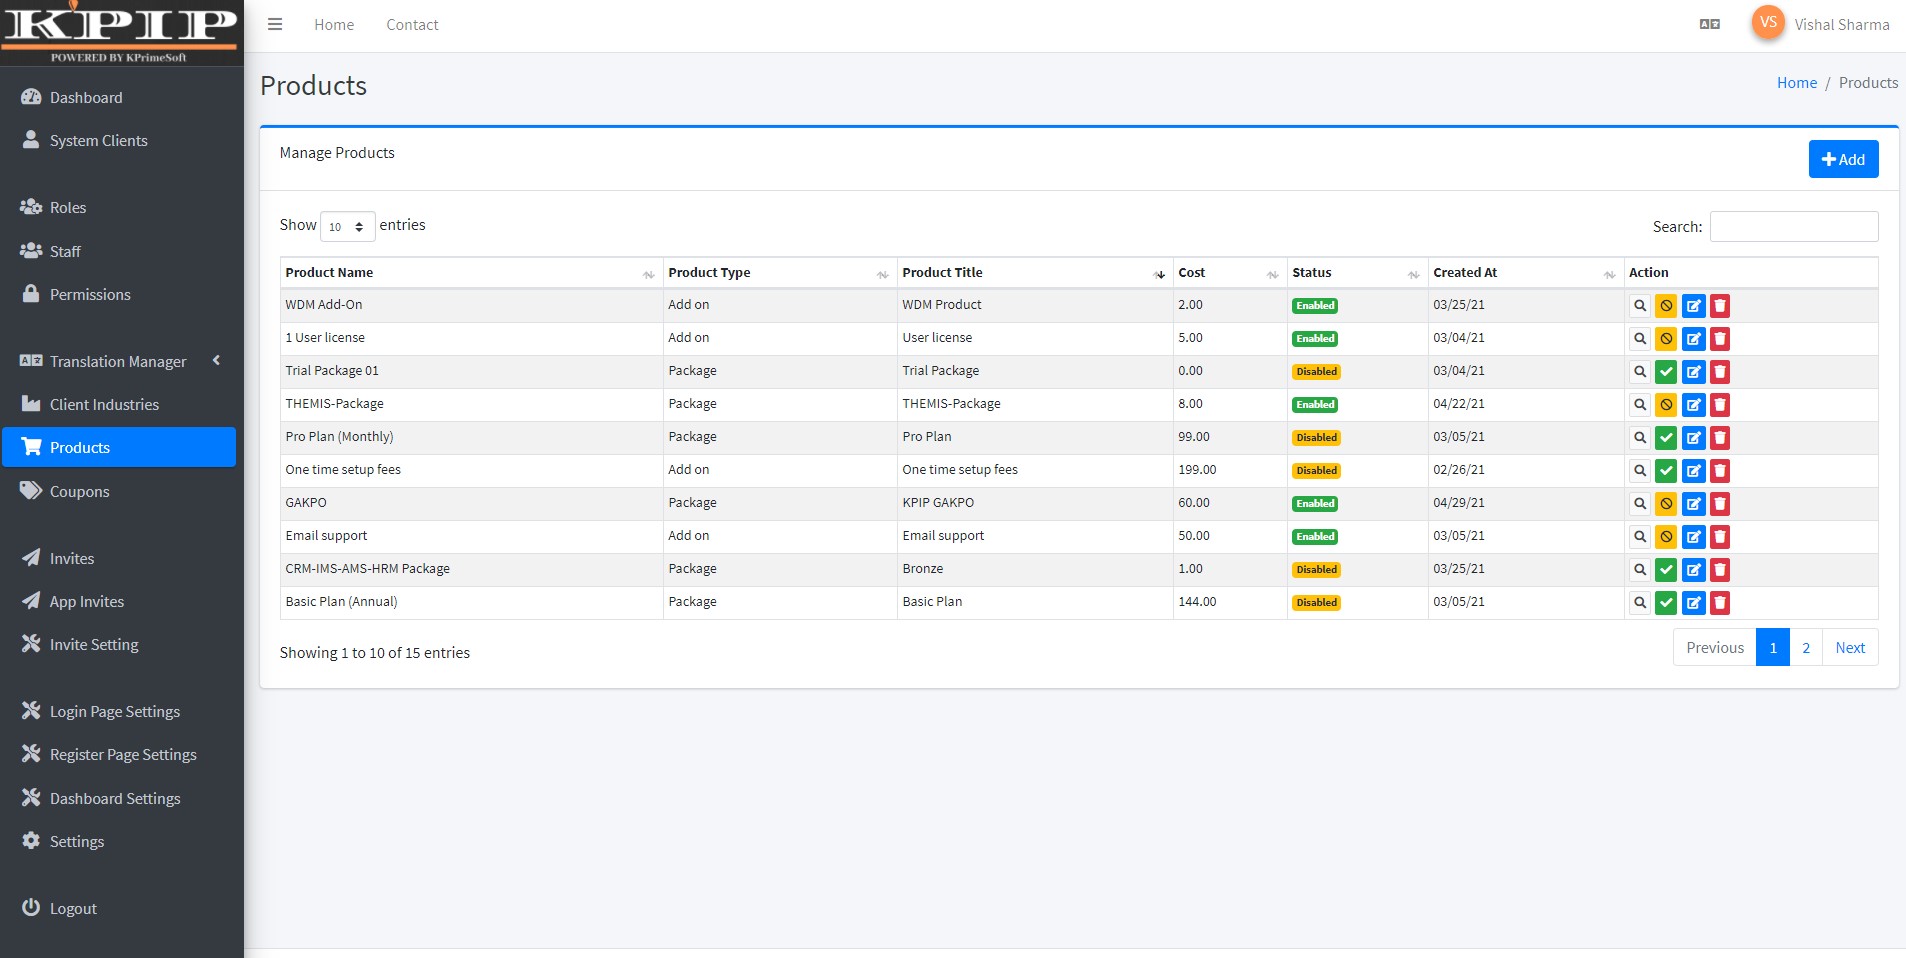 KPIP
POWERED BY KPrimeSoft
Home Contact
VS Vishal Sharma
Dashboard
System Clients
Roles
Staff
Permissions
Translation Manager
Client Industries
Products
Coupons
Invites
App Invites
Invite Setting
Login Page Settings
Register Page Settings
Dashboard Settings
Settings
Logout
Products
Home / Products
Manage Products
Add
Show 10 entries
Search:
Product Name Product Type Product Title Cost Status Created At Action
WDM Add-On Add on WDM Product 2.00 Enabled 03/25/21
1 User license Add on User license 5.00 Enabled 03/04/21
Trial Package 01 Package Trial Package 0.00 Disabled 03/04/21
THEMIS-Package Package THEMIS-Package 8.00 Enabled 04/22/21
Pro Plan (Monthly) Package Pro Plan 99.00 Disabled 03/05/21
One time setup fees Add on One time setup fees 199.00 Disabled 02/26/21
GAKPO Package KPIP GAKPO 60.00 Enabled 04/29/21
Email support Add on Email support 50.00 Enabled 03/05/21
CRM-IMS-AMS-HRM Package Package Bronze 1.00 Disabled 03/25/21
Basic Plan (Annual) Package Basic Plan 144.00 Disabled 03/05/21
Showing 1 to 10 of 15 entries
Previous 1 2 Next